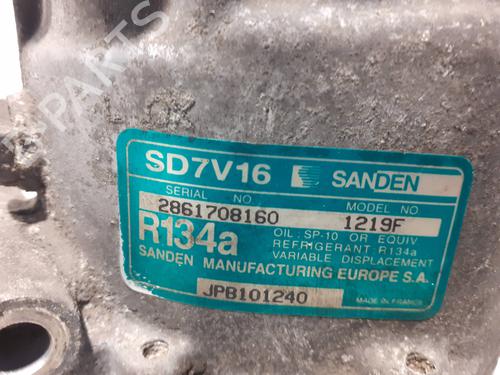 B-PARTS
SD7V16 SANDEN
SERIAL NO MODEL NO
2861708160 1219F
R134a
OIL: SP-10 OR EQUIV
REFRIGERANT: R134a
VARIABLE DISPLACEMENT
SANDEN MANUFACTURING EUROPE S.A.
JPB101240
MADE IN FRANCE